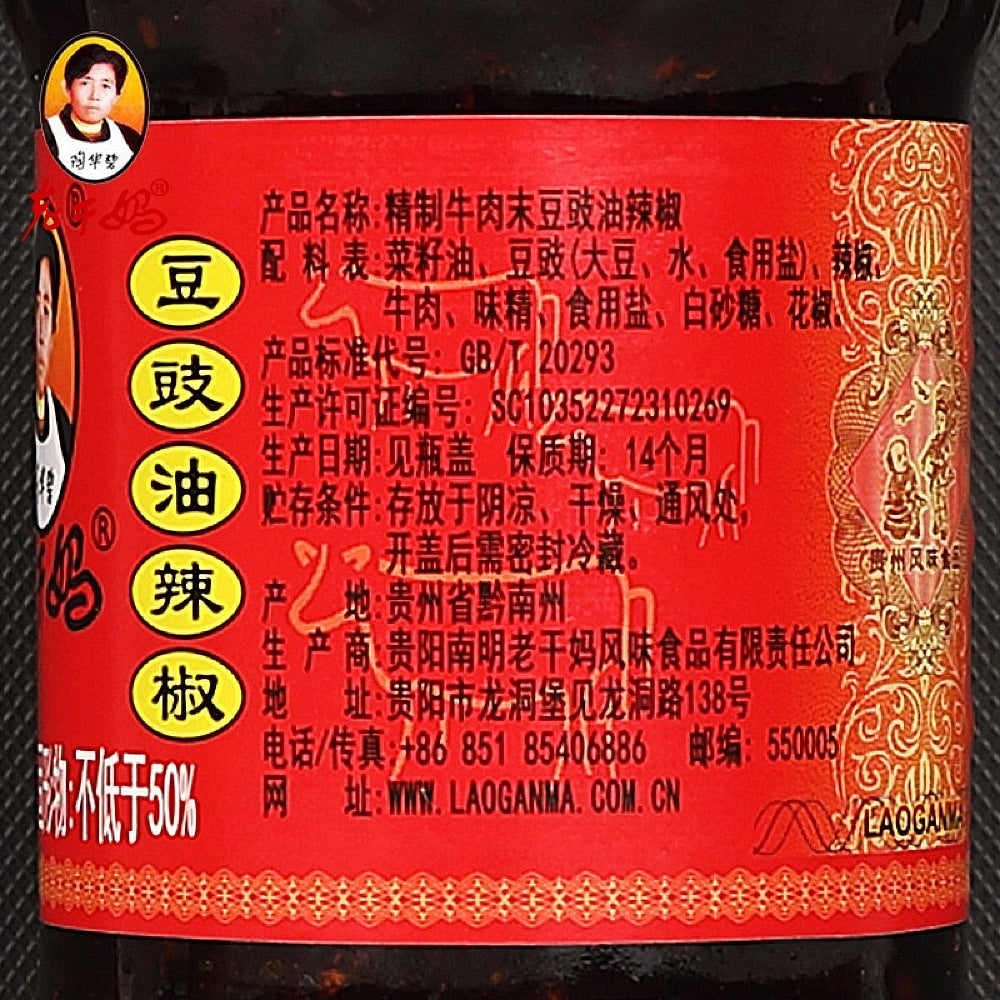 陶华碧
老干妈®
豆豉油辣椒
产品名称:精制牛肉末豆豉油辣椒
配料表:菜籽油、豆豉(大豆、水、食用盐)、辣椒、
牛肉、味精、食用盐、白砂糖、花椒。
产品标准代号: GB/T 20293
生产许可证编号: SC10352272310269
生产日期:见瓶盖 保质期: 14个月
贮存条件:存放于阴凉、干燥、通风处,
开盖后需密封冷藏。
产地:贵州省黔南州
生产商:贵阳南明老干妈风味食品有限责任公司
地址:贵阳市龙洞堡见龙洞路138号
电话/传真:+86 851 85406886 邮编: 550005
网址:WWW.LAOGANMA.COM.CN
妈®
物:不低于50%
贵州风味食品
LAOGANMA